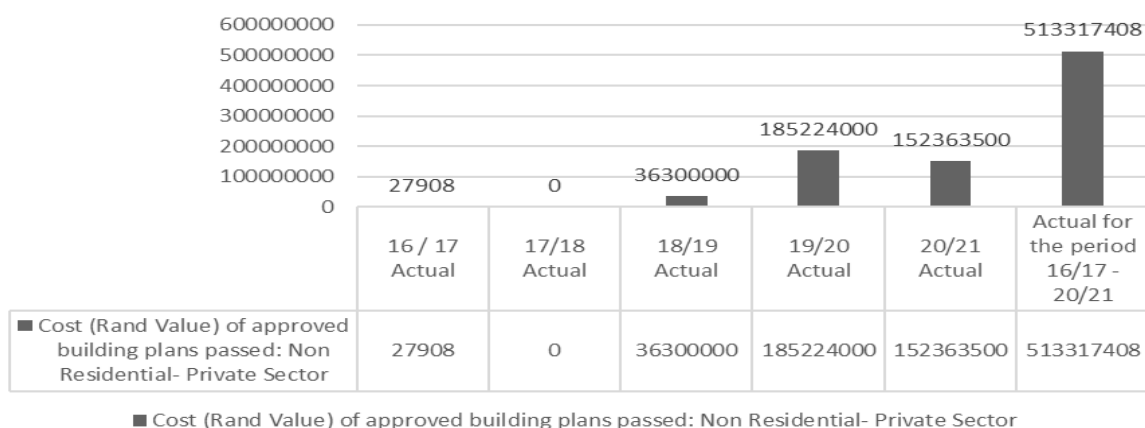 600000000
500000000
400000000
300000000
200000000
100000000
0
27908
0
36300000
185224000
152363500
513317408
16 / 17
Actual
17/18
Actual
18/19
Actual
19/20
Actual
20/21
Actual
Actual for
the period
16/17 -
20/21
Cost (Rand Value) of approved
building plans passed: Non
Residential- Private Sector
27908
0
36300000
185224000
152363500
513317408
Cost (Rand Value) of approved building plans passed: Non Residential- Private Sector